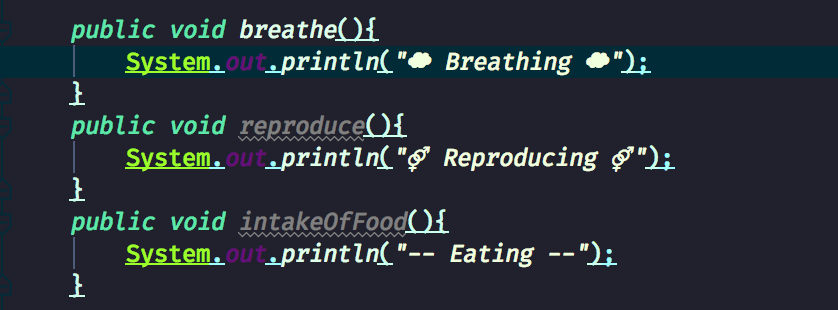 public void breathe(){
System.out.println("☁ Breathing ☁");
}
public void reproduce(){
System.out.println("⚤ Reproducing ⚤");
}
public void intakeOfFood(){
System.out.println("-- Eating --");
}